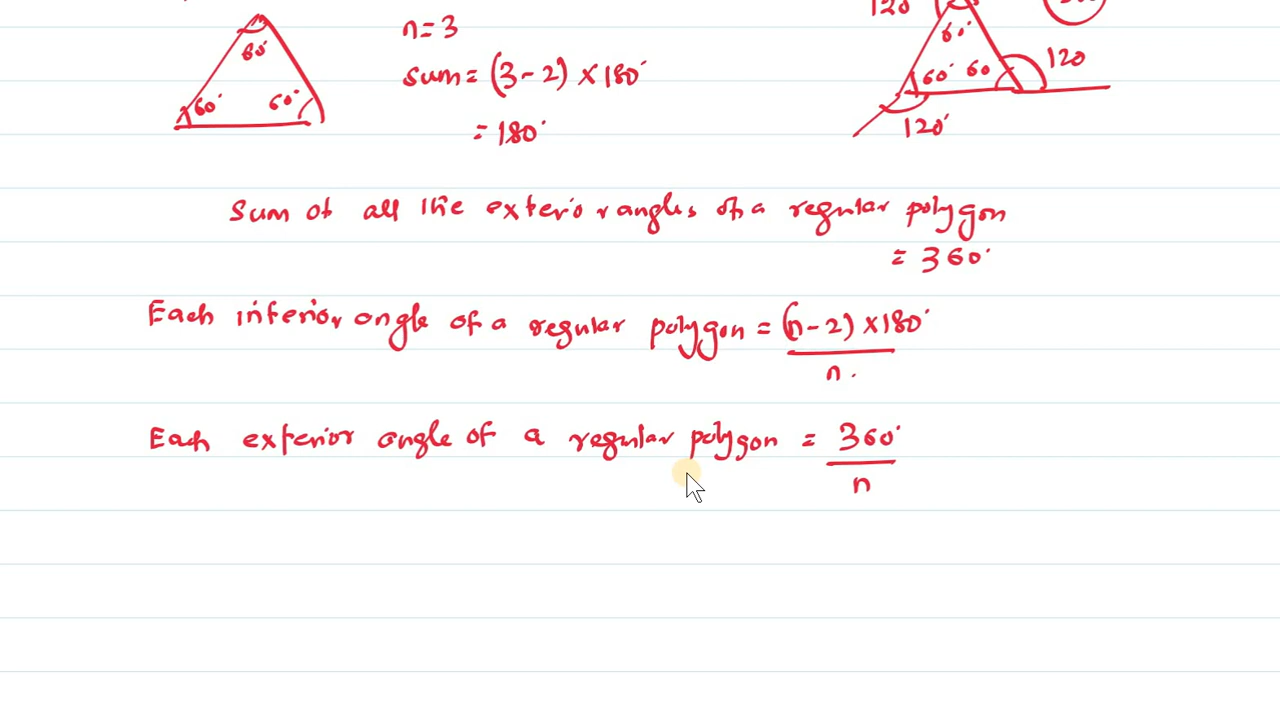 60°
60° 60°
n = 3
sum = (3 - 2) × 180°
= 180°
120
60°
60° 60 120
120°
Sum of all the exterior angles of a regular polygon
= 360°
Each interior angle of a regular polygon = (n - 2) × 180°
n.
Each exterior angle of a regular polygon = 360°
n